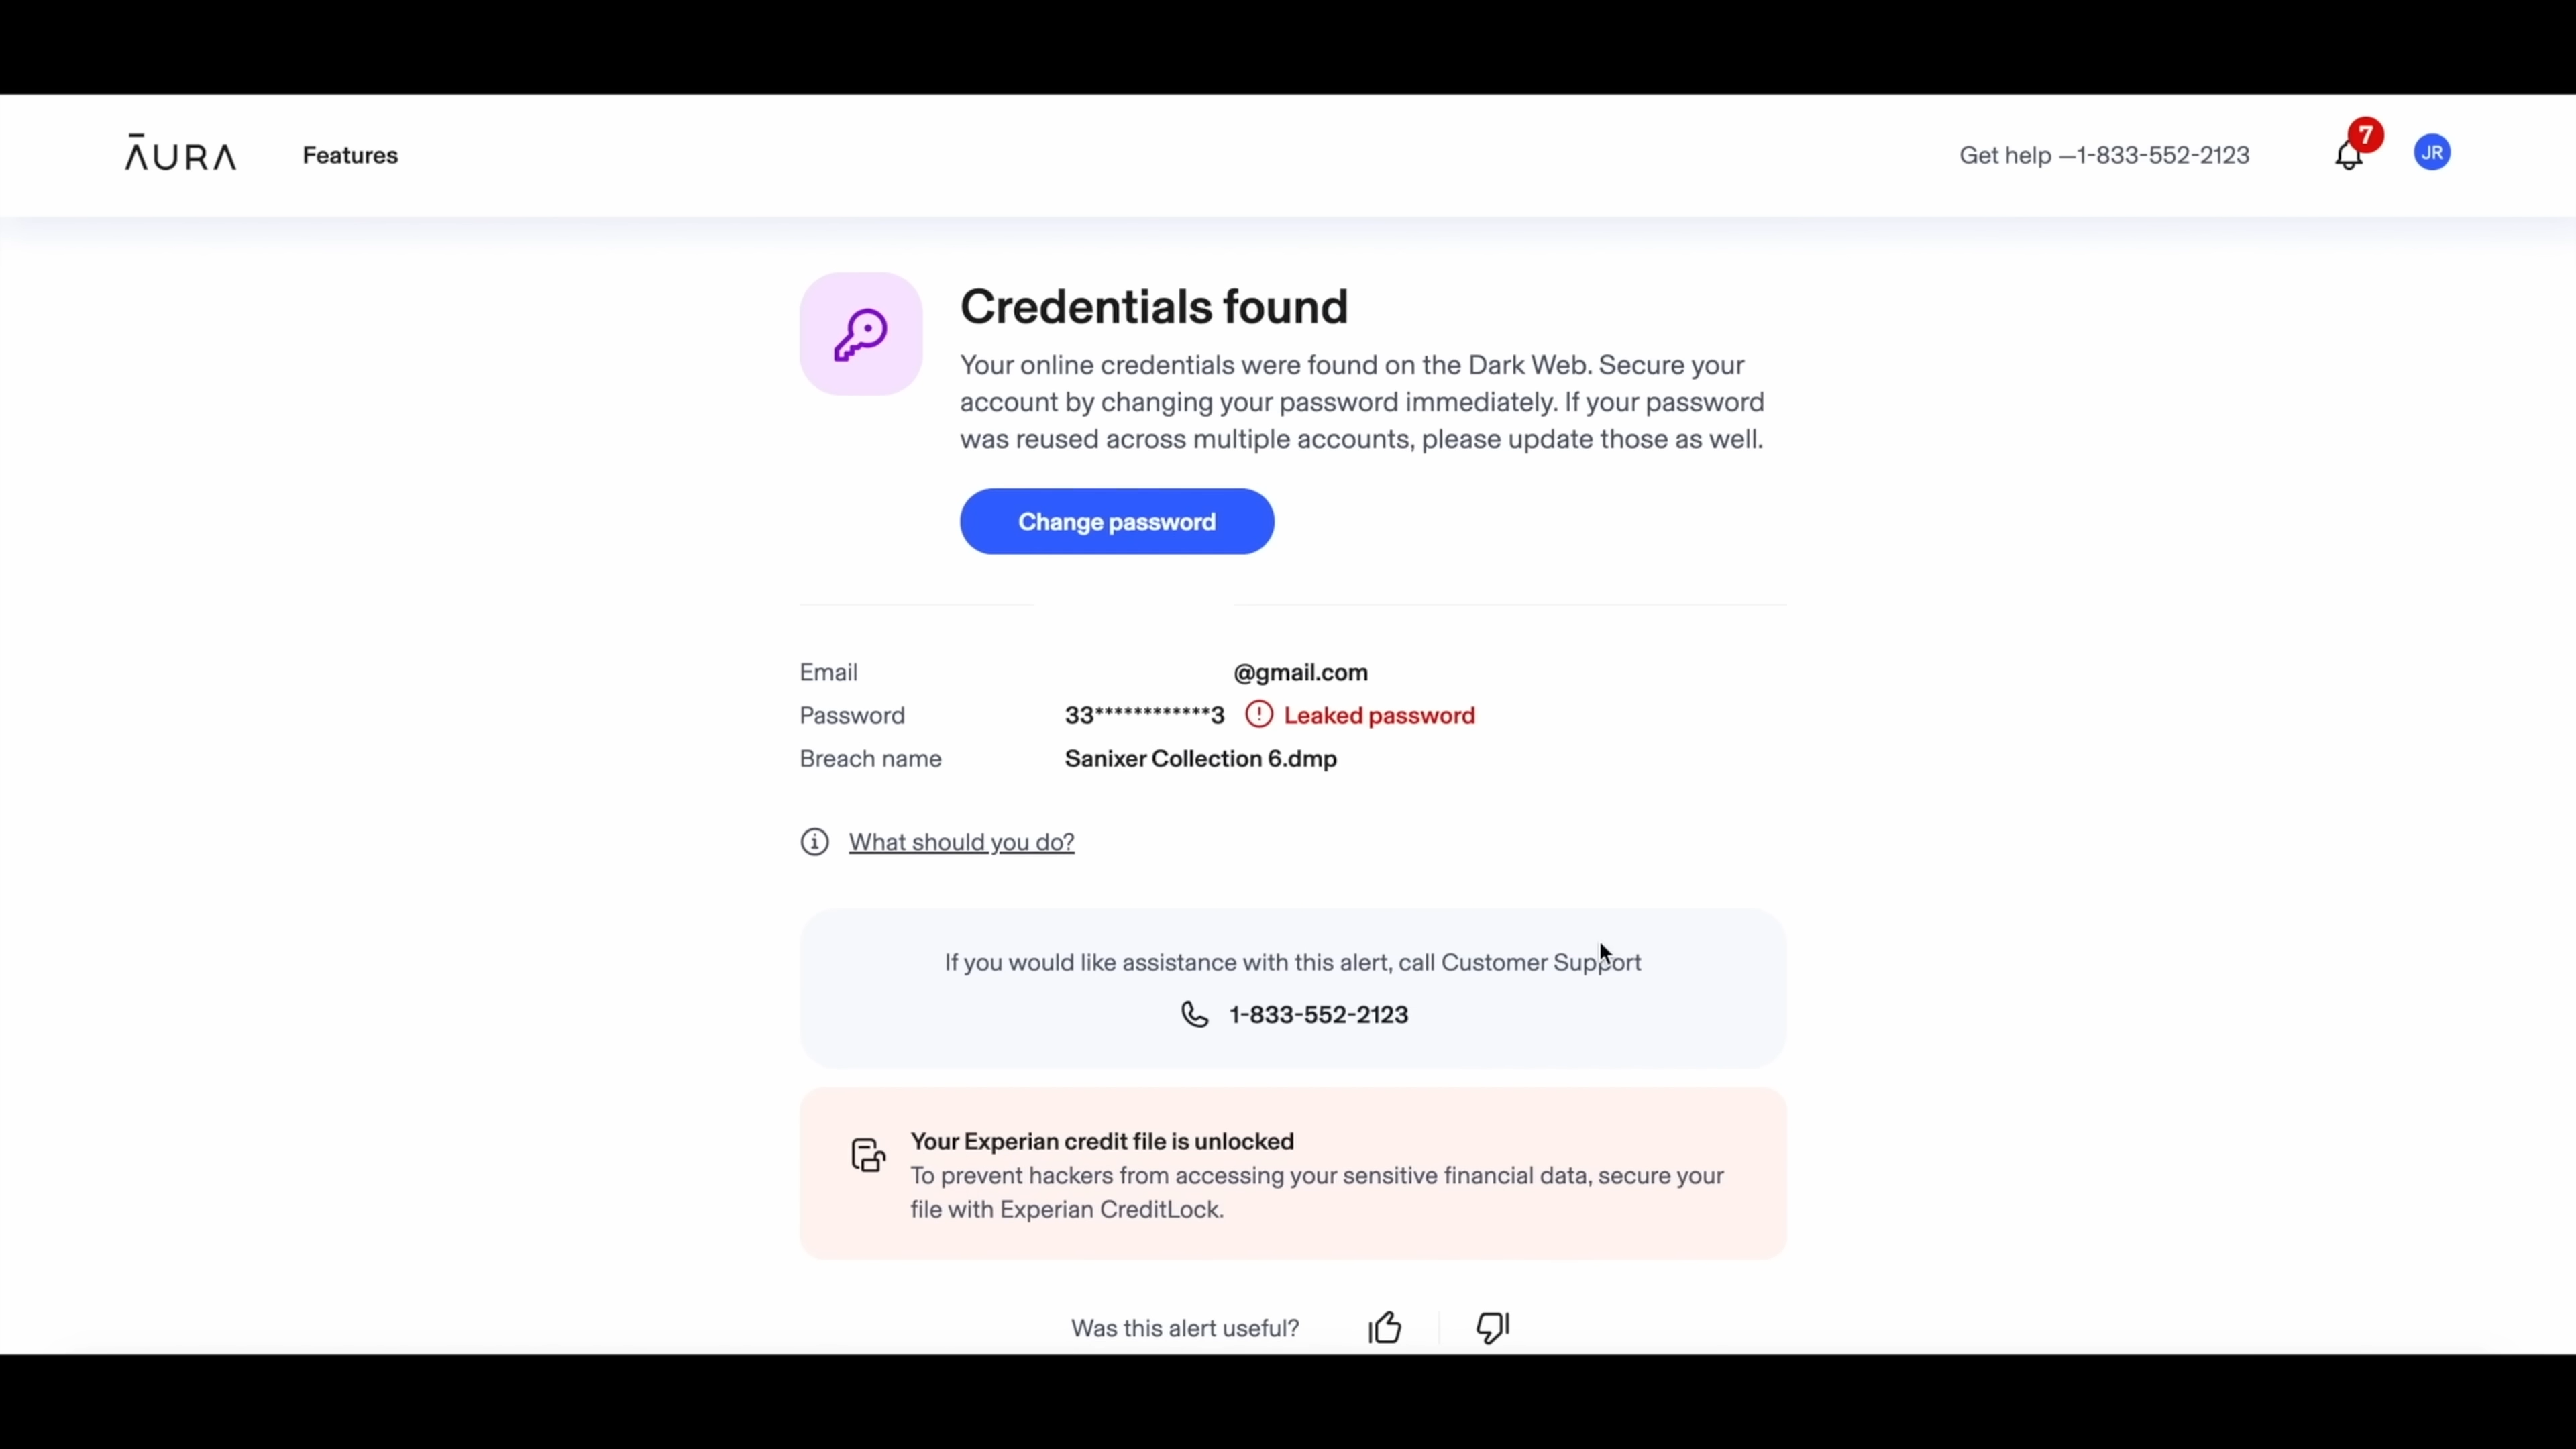 ĀURA Features Get help —1-833-552-2123 7 JR
Credentials found
Your online credentials were found on the Dark Web. Secure your
account by changing your password immediately. If your password
was reused across multiple accounts, please update those as well.
Change password
Email @gmail.com
Password 33************3 Leaked password
Breach name Sanixer Collection 6.dmp
What should you do?
If you would like assistance with this alert, call Customer Support
1-833-552-2123
Your Experian credit file is unlocked
To prevent hackers from accessing your sensitive financial data, secure your
file with Experian CreditLock.
Was this alert useful?